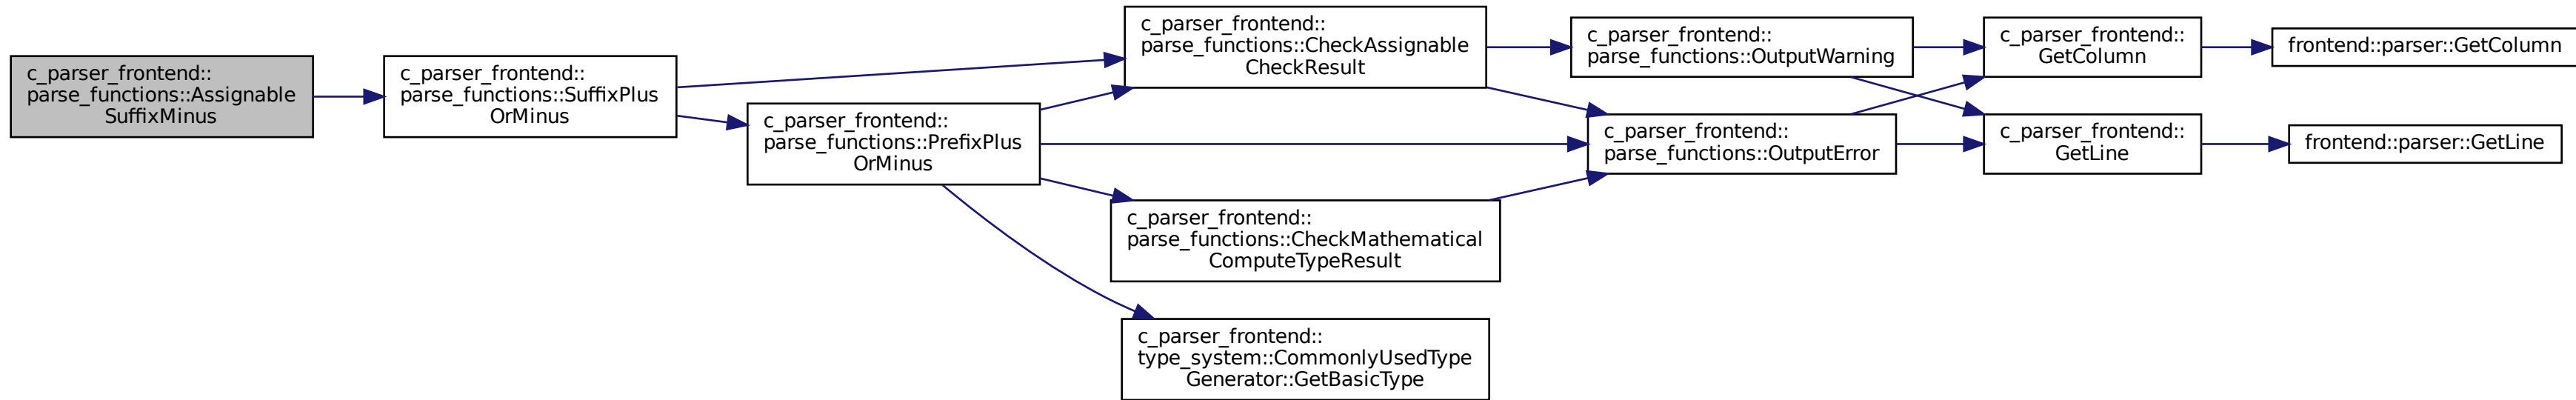 c_parser_frontend::
parse_functions::Assignable
SuffixMinus
c_parser_frontend::
parse_functions::SuffixPlus
OrMinus
c_parser_frontend::
parse_functions::PrefixPlus
OrMinus
c_parser_frontend::
parse_functions::CheckAssignable
CheckResult
c_parser_frontend::
parse_functions::CheckMathematical
ComputeTypeResult
c_parser_frontend::
type_system::CommonlyUsedType
Generator::GetBasicType
c_parser_frontend::
parse_functions::OutputWarning
c_parser_frontend::
parse_functions::OutputError
c_parser_frontend::
GetColumn
c_parser_frontend::
GetLine
frontend::parser::GetColumn
frontend::parser::GetLine